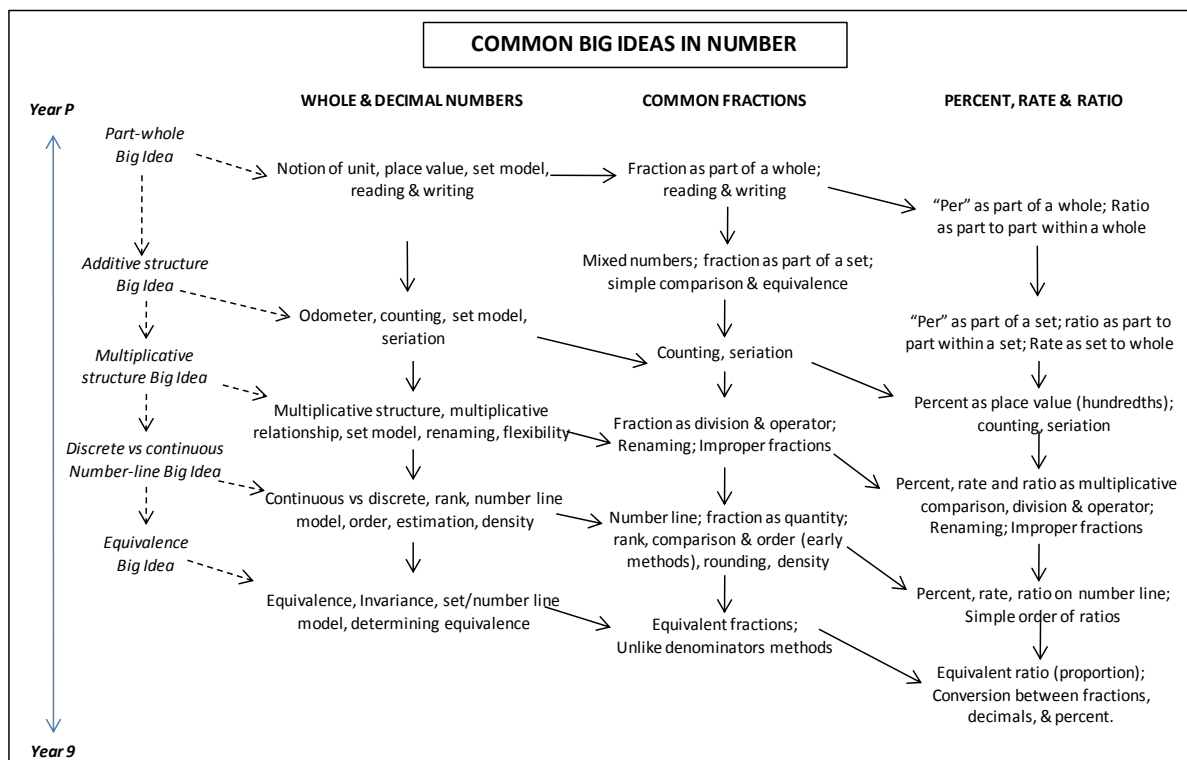 COMMON BIG IDEAS IN NUMBER
WHOLE & DECIMAL NUMBERS
COMMON FRACTIONS
PERCENT, RATE & RATIO
Year P
Part-whole
Big Idea
Notion of unit, place value, set model,
reading & writing
Fraction as part of a whole;
reading & writing
"Per" as part of a whole; Ratio
as part to part within a whole
Additive structure
Big Idea
Mixed numbers; fraction as part of a set;
simple comparison & equivalence
Odometer, counting, set model,
seriation
"Per" as part of a set; ratio as part to
part within a set; Rate as set to whole
Multiplicative
structure Big Idea
Counting, seriation
Percent as place value (hundredths);
counting, seriation
Multiplicative structure, multiplicative
relationship, set model, renaming, flexibility
Fraction as division & operator;
Renaming; Improper fractions
Discrete vs continuous
Number-line Big Idea
Percent, rate and ratio as multiplicative
comparison, division & operator;
Renaming; Improper fractions
Continuous vs discrete, rank, number line
model, order, estimation, density
Number line; fraction as quantity;
rank, comparison & order (early
methods), rounding, density
Equivalence
Big Idea
Percent, rate, ratio on number line;
Simple order of ratios
Equivalence, Invariance, set/number line
model, determining equivalence
Equivalent fractions;
Unlike denominators methods
Equivalent ratio (proportion);
Conversion between fractions,
decimals, & percent.
Year 9